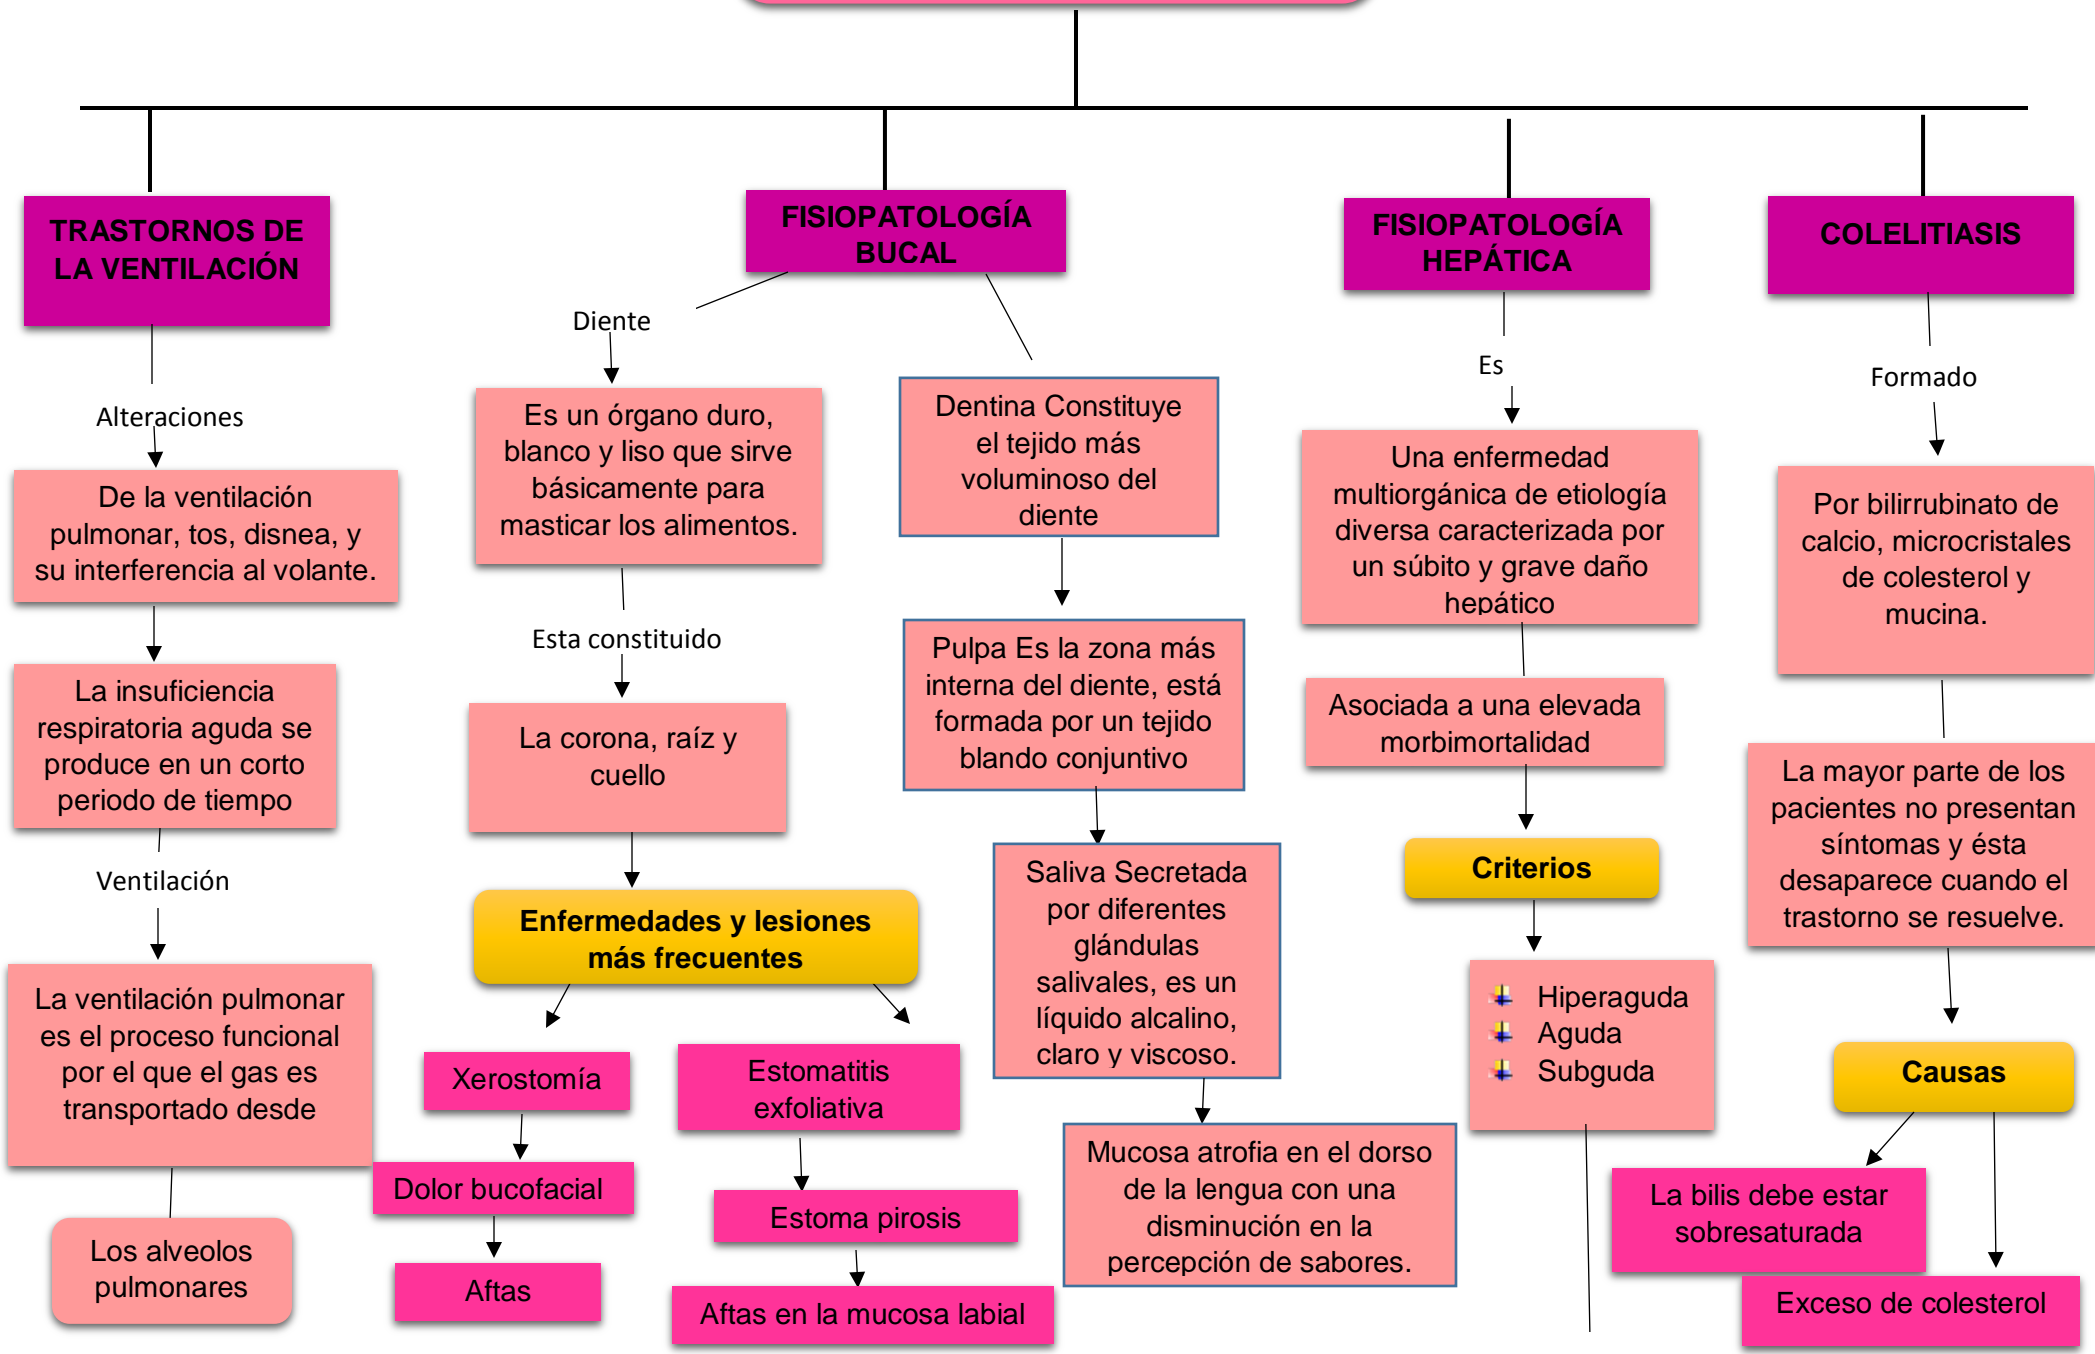 TRASTORNOS DE
LA VENTILACIÓN
Alteraciones
De la ventilación
pulmonar, tos, disnea, y
su interferencia al volante.
La insuficiencia
respiratoria aguda se
produce en un corto
periodo de tiempo
Ventilación
La ventilación pulmonar
es el proceso funcional
por el que el gas es
transportado desde
Los alveolos
pulmonares
FISIOPATOLOGÍA
BUCAL
Diente
Es un órgano duro,
blanco y liso que sirve
básicamente para
masticar los alimentos.
Esta constituido
La corona, raíz y
cuello
Enfermedades y lesiones
más frecuentes
Xerostomía
Dolor bucofacial
Aftas
Estomatitis
exfoliativa
Estoma pirosis
Aftas en la mucosa labial
Dentina Constituye
el tejido más
voluminoso del
diente
Pulpa Es la zona más
interna del diente, está
formada por un tejido
blando conjuntivo
Saliva Secretada
por diferentes
glándulas
salivales, es un
líquido alcalino,
claro y viscoso.
Mucosa atrofia en el dorso
de la lengua con una
disminución en la
percepción de sabores.
FISIOPATOLOGÍA
HEPÁTICA
Es
Una enfermedad
multiorgánica de etiología
diversa caracterizada por
un súbito y grave daño
hepático
Asociada a una elevada
morbimortalidad
Criterios
Hiperaguda
Aguda
Subguda
COLELITIASIS
Formado
Por bilirrubinato de
calcio, microcristales
de colesterol y
mucina.
La mayor parte de los
pacientes no presentan
síntomas y ésta
desaparece cuando el
trastorno se resuelve.
Causas
La bilis debe estar
sobresaturada
Exceso de colesterol